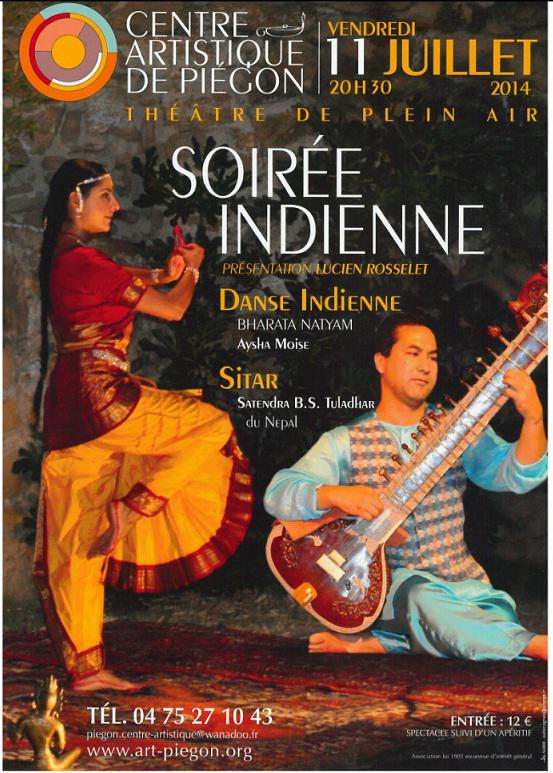 CENTRE
ARTISTIQUE
DE PIÉGON
VENDREDI
11 JUILLET
20H30 2014
THÉÂTRE DE PLEIN AIR
SOIRÉE
INDIENNE
PRÉSENTATION LUCIEN ROSSELET
DANSE INDIENNE
BHARATA NATYAM
AYSHA MOISE
SITAR
SATENDRA B.S. TULADHAR
du NEPAL
TÉL. 04 75 27 10 43
piegon.centre-artistique@wanadoo.fr
www.art-piegon.org
ENTRÉE : 12 €
SPECTACLE SUIVI D'UN APÉRITIF
Association loi 1901 reconnue d'intérêt général